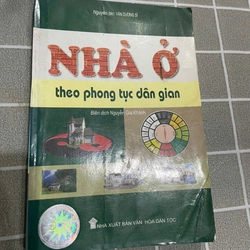 NHÀ Ở
theo phong tục dân gian
Biên dịch Nguyễn Gia Khánh
NHÀ XUẤT BẢN VĂN HÓA DÂN TỘC